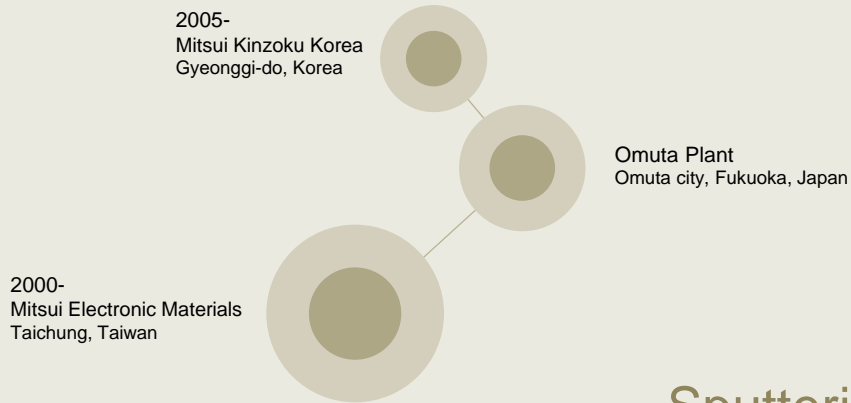 2005-
Mitsui Kinzoku Korea
Gyeonggi-do, Korea
Omuta Plant
Omuta city, Fukuoka, Japan
2000-
Mitsui Electronic Materials
Taichung, Taiwan